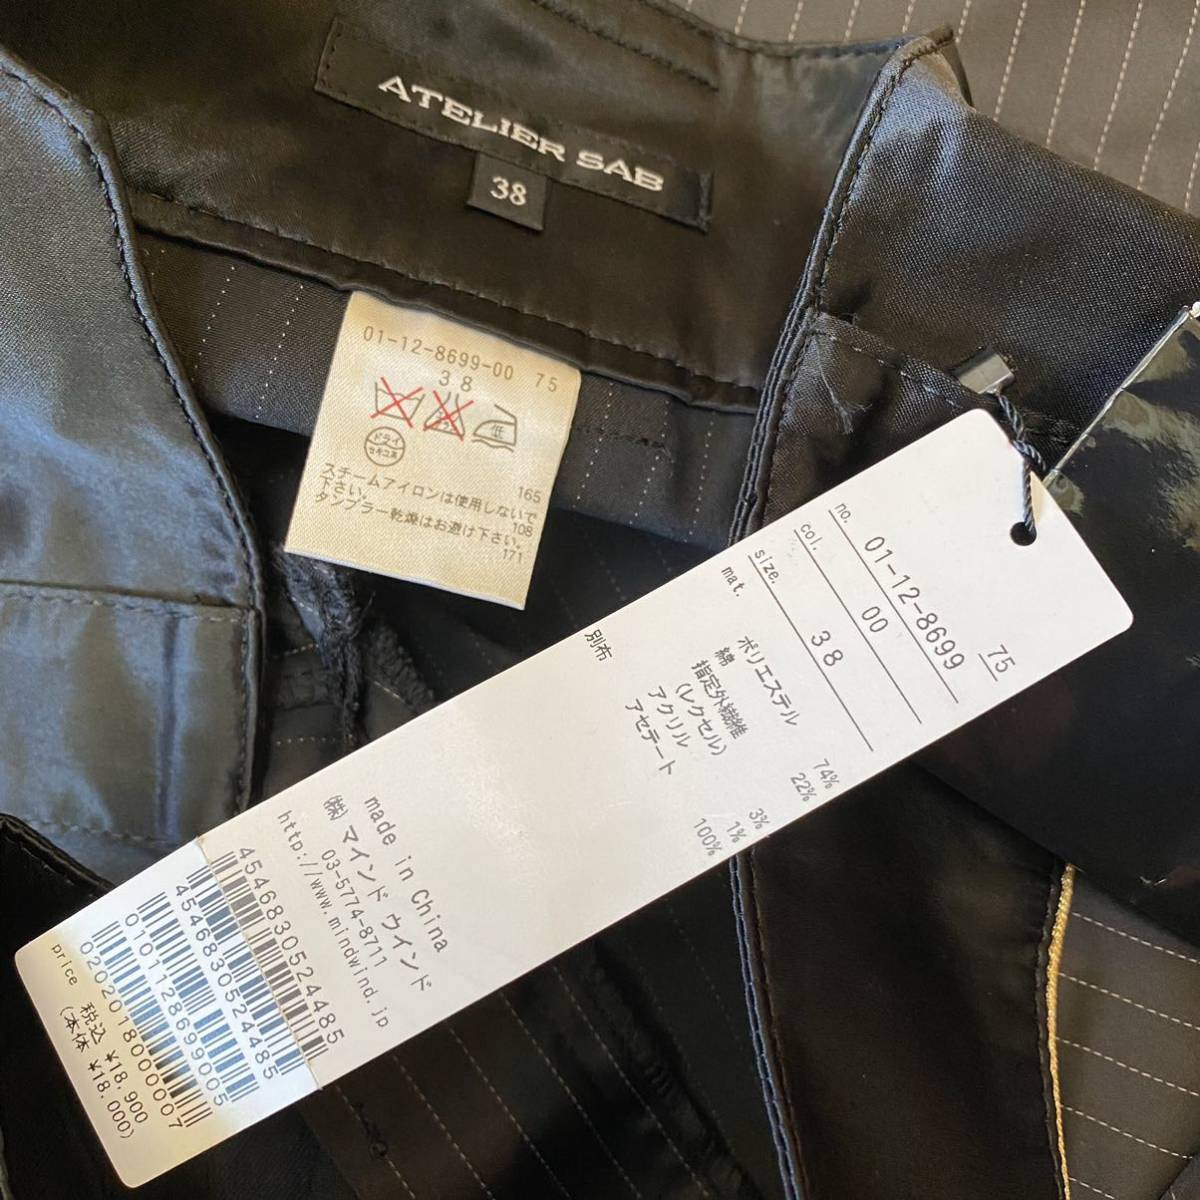 ATELIER SAB
38
01-12-8699-00 75
38
低
ドライ
セキユ系
165
スチームアイロンは使用しないで
下さい。 108
タンブラー乾燥はお避け下さい。
171
no. 01-12-8699 75
col. 00
size. 38
mat.
ポリエステル 74%
綿 22%
指定外繊維
(レクセル) 3%
アクリル 1%
別布 アセテート 100%
made in China
㈱ マインド ウインド
03-5774-8711
http://www.mindwind.jp
4546830524485
4546830524485
0101128699005
0202018000007
price 税込 ¥18,900
(本体 ¥18,000)